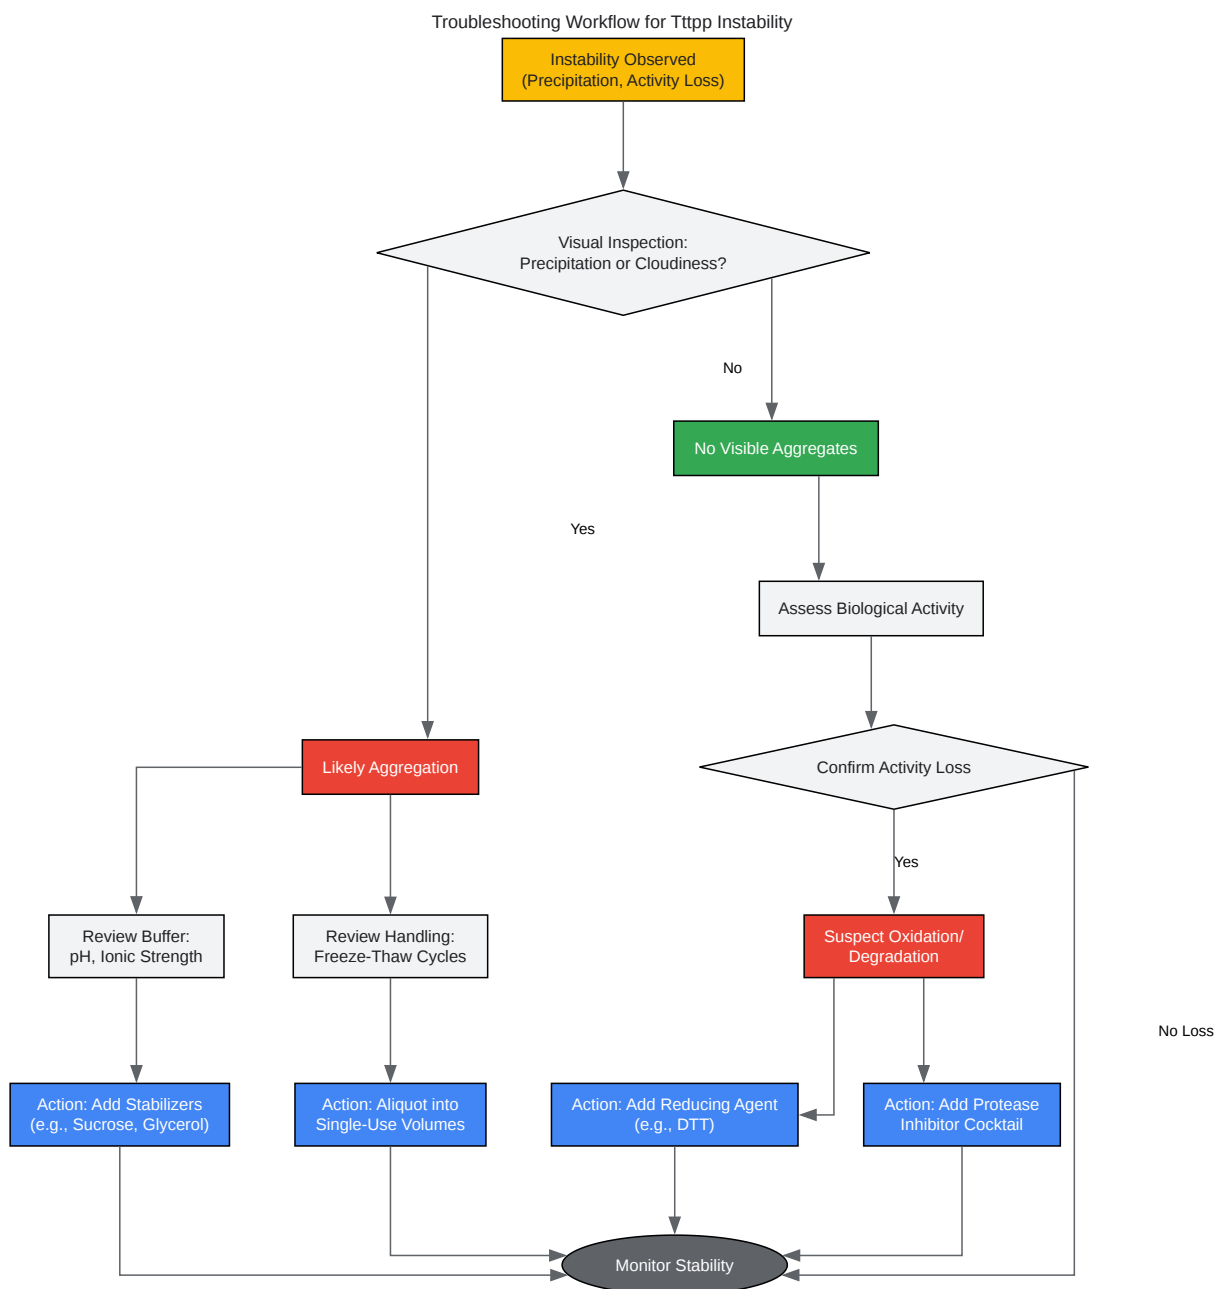 Troubleshooting Workflow for Tttpp Instability
Instability Observed
(Precipitation, Activity Loss)
Visual Inspection:
Precipitation or Cloudiness?
No
No Visible Aggregates
Yes
Assess Biological Activity
Likely Aggregation
Confirm Activity Loss
Yes
Review Buffer:
pH, Ionic Strength
Review Handling:
Freeze-Thaw Cycles
Suspect Oxidation/
Degradation
No Loss
Action: Add Stabilizers
(e.g., Sucrose, Glycerol)
Action: Aliquot into
Single-Use Volumes
Action: Add Reducing Agent
(e.g., DTT)
Action: Add Protease
Inhibitor Cocktail
Monitor Stability